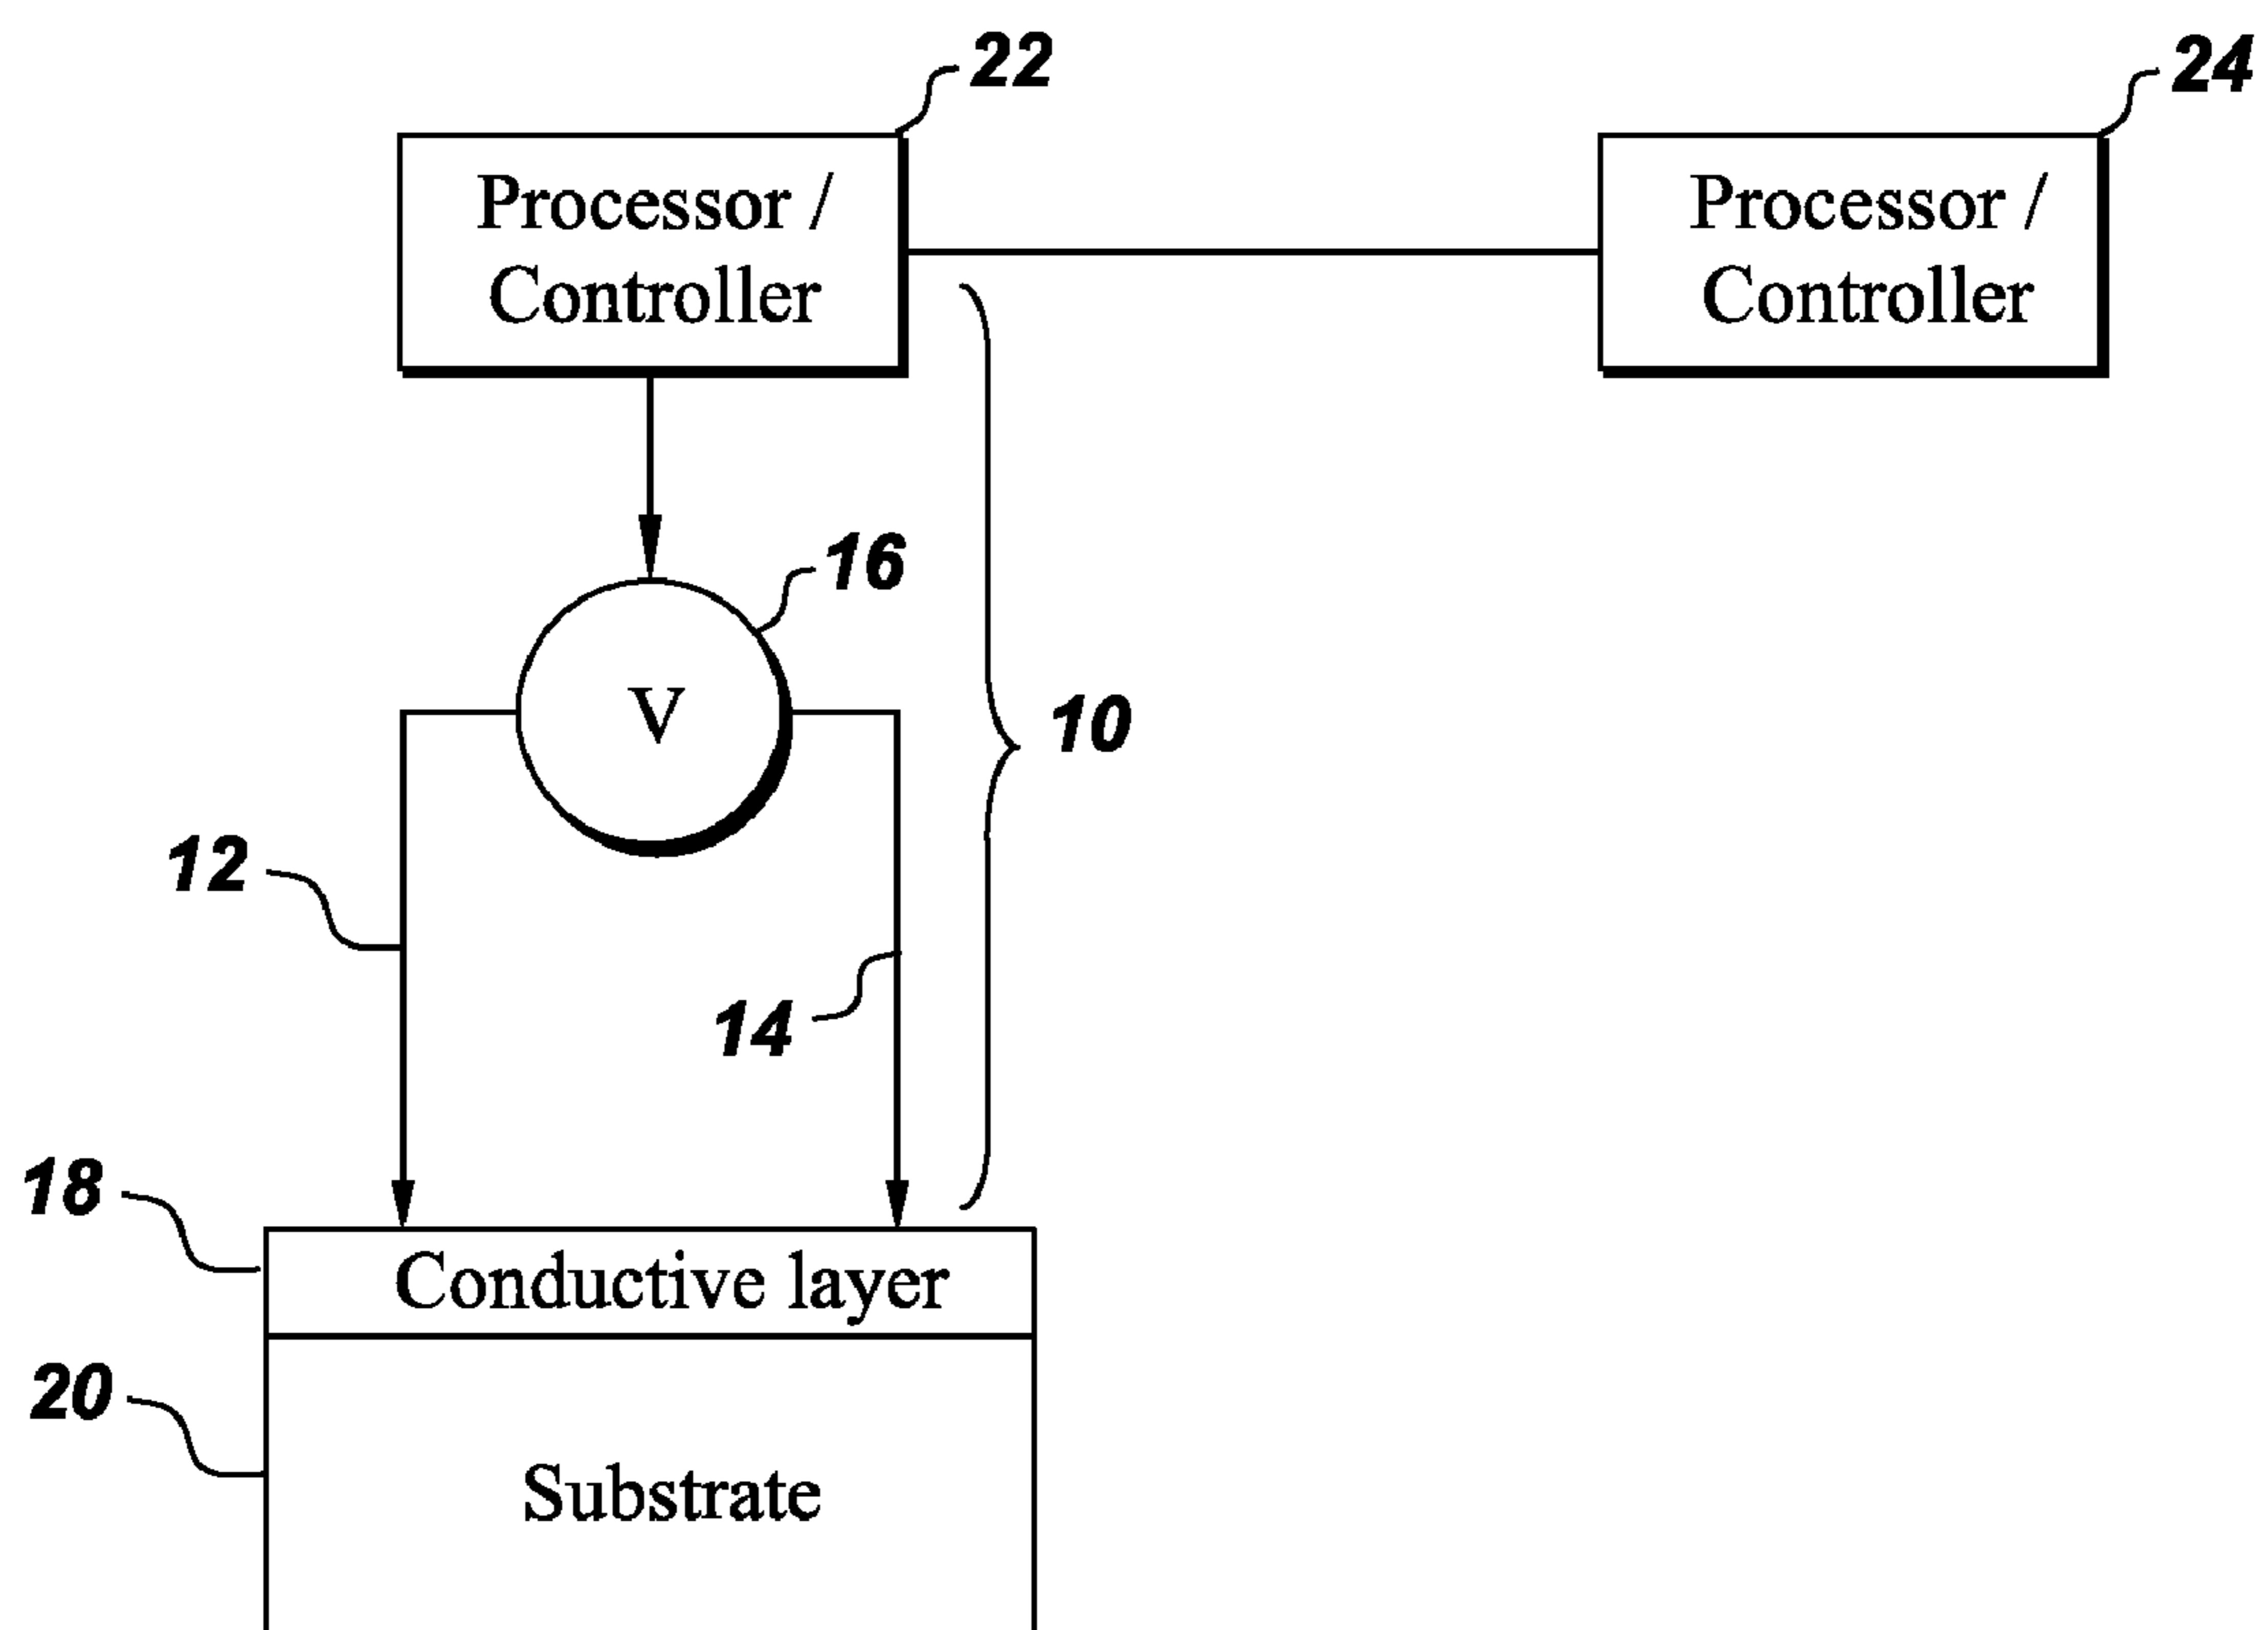 22
24
Processor /
Controller
Processor /
Controller
16
V
10
12
14
18
Conductive layer
20
Substrate